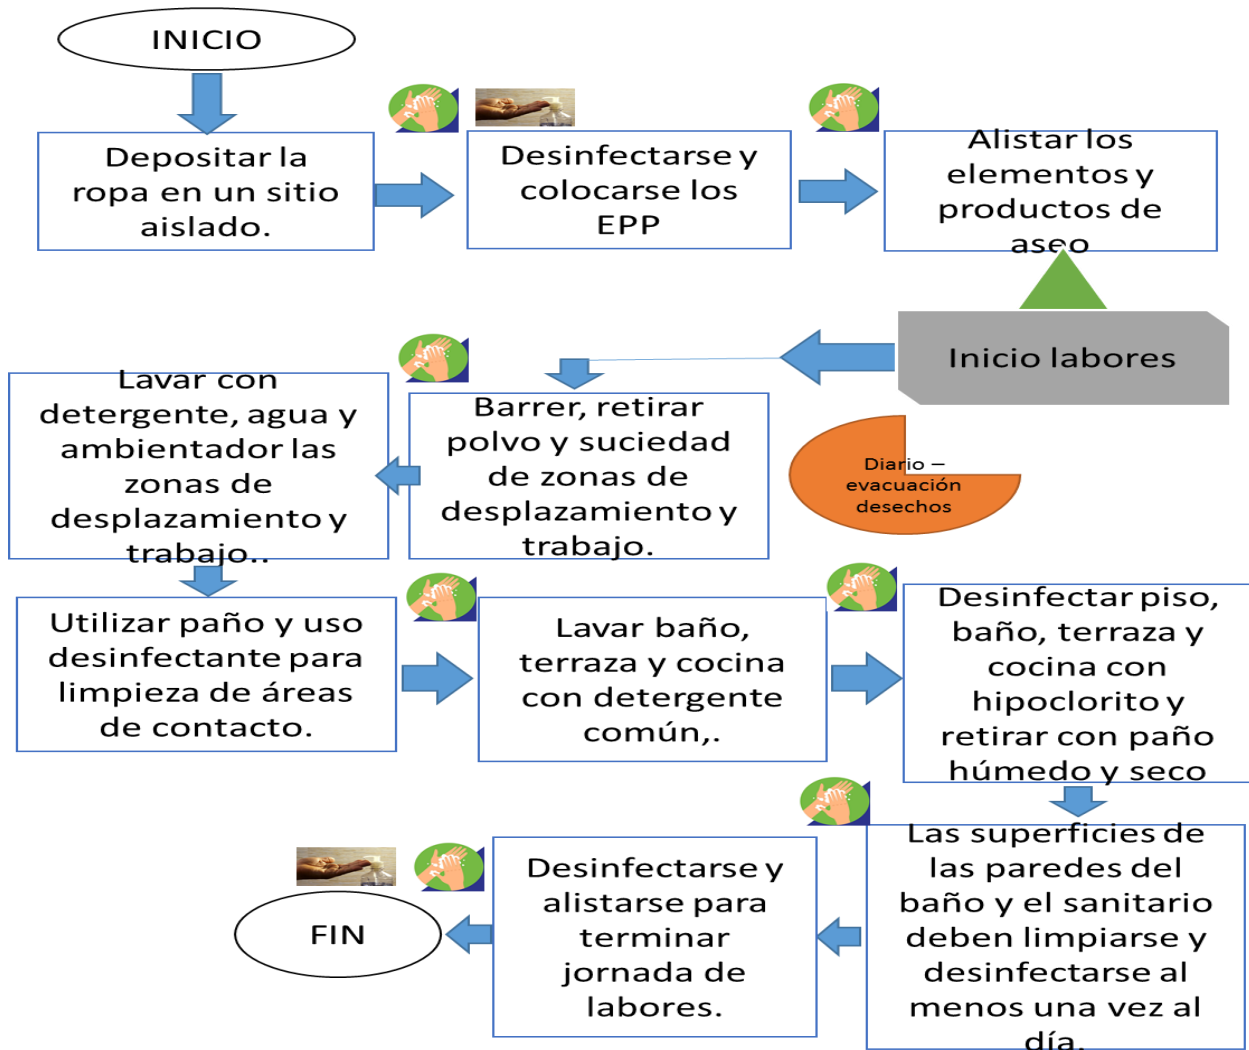 INICIO
Depositar la
ropa en un sitio
aislado.
Desinfectarse y
colocarse los
EPP
Alistar los
elementos y
productos de
aseo
Inicio labores
Barrer, retirar
polvo y suciedad
de zonas de
desplazamiento y
trabajo.
Diario –
evacuación
desechos
Lavar con
detergente, agua y
ambientador las
zonas de
desplazamiento y
trabajo..
Utilizar paño y uso
desinfectante para
limpieza de áreas
de contacto.
Lavar baño,
terraza y cocina
con detergente
común,.
Desinfectar piso,
baño, terraza y
cocina con
hipoclorito y
retirar con paño
húmedo y seco
Las superficies de
las paredes del
baño y el sanitario
deben limpiarse y
desinfectarse al
menos una vez al
día.
Desinfectarse y
alistarse para
terminar
jornada de
labores.
FIN